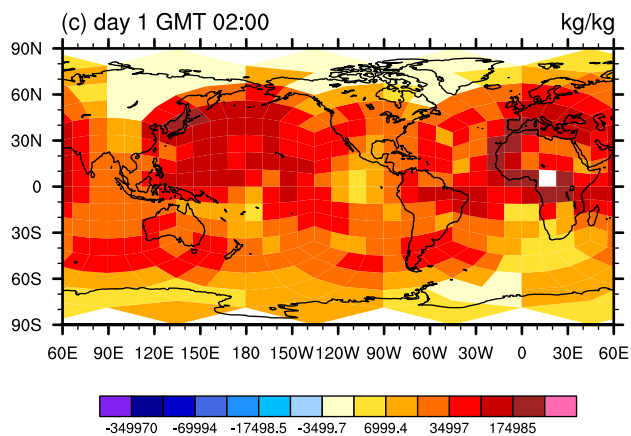 (c) day 1 GMT 02:00 kg/kg
90N
60N
30N
0
30S
60S
90S
60E 90E 120E 150E 180 150W 120W 90W 60W 30W 0 30E 60E
-349970 -69994 -17498.5 -3499.7 6999.4 34997 174985